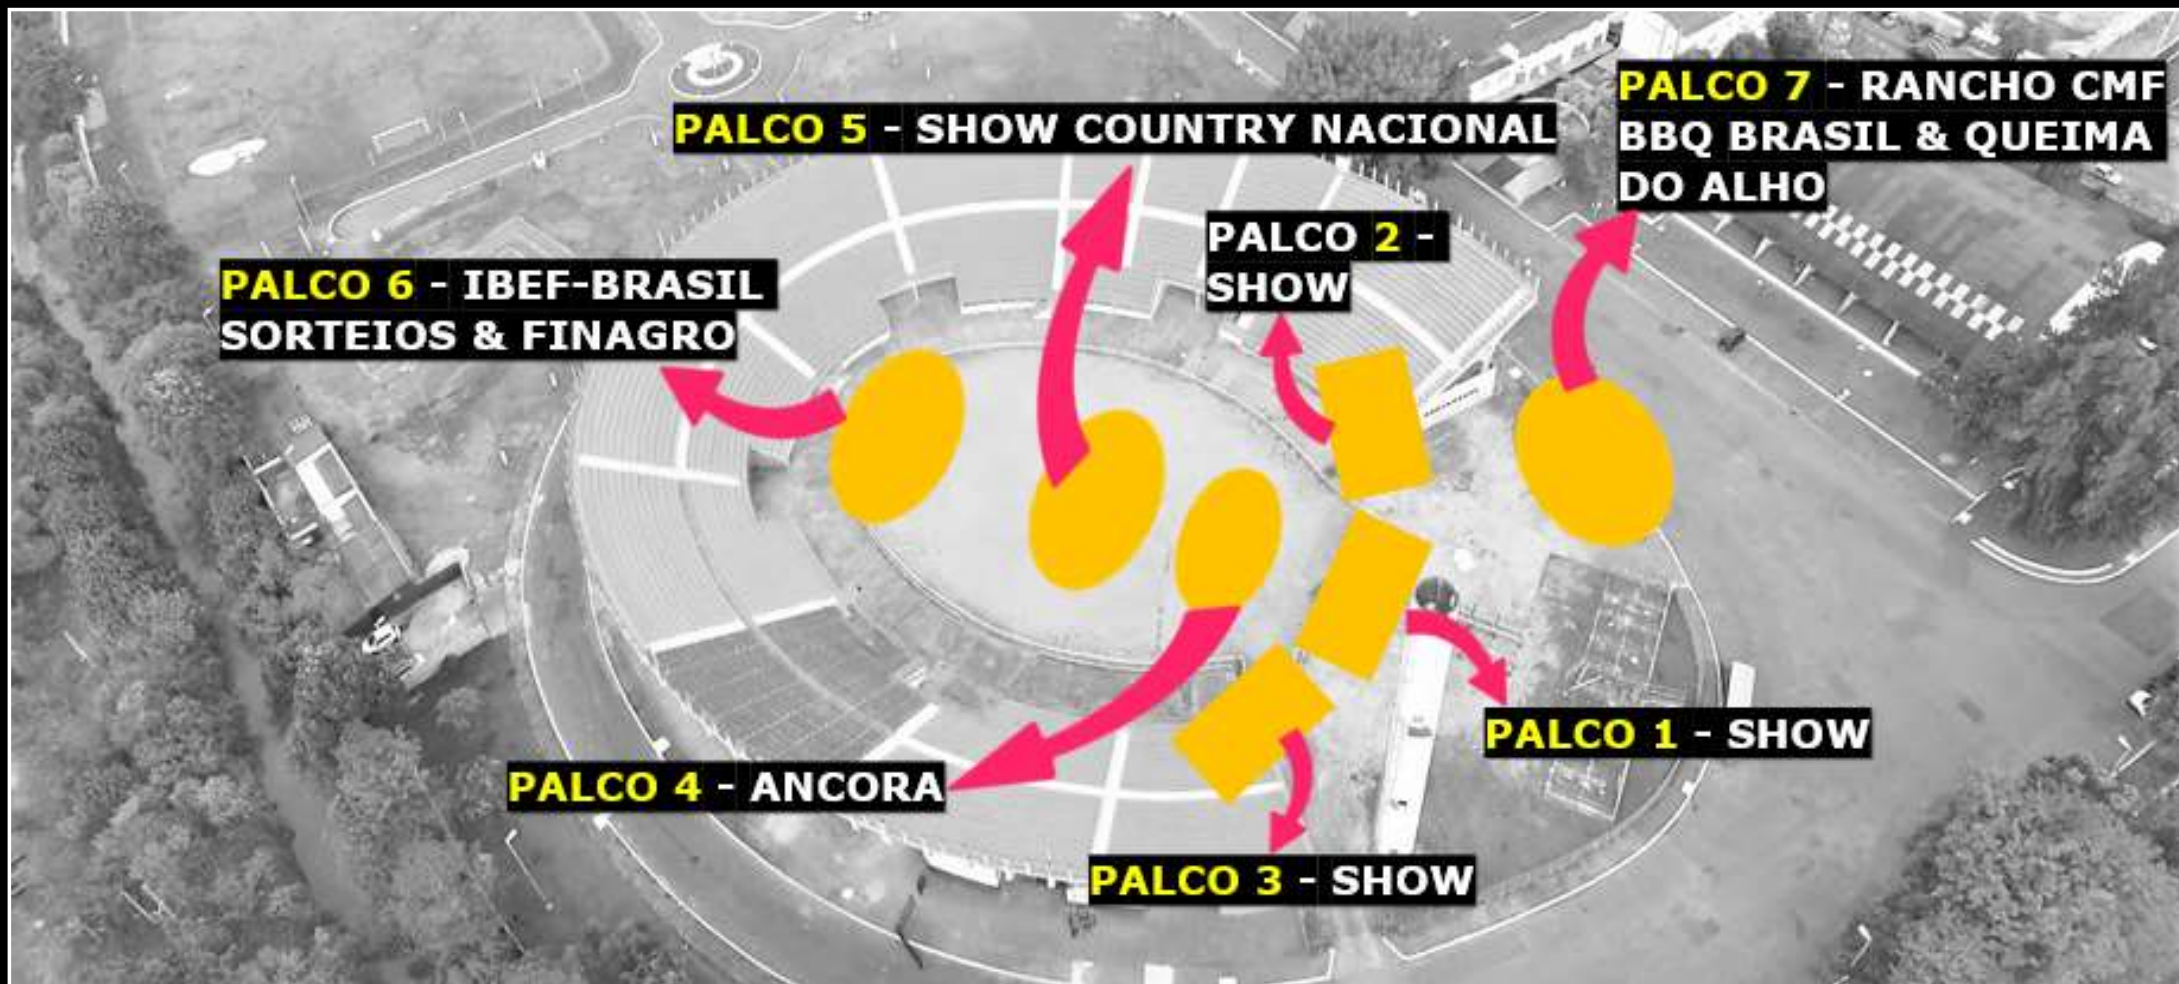 PALCO 7 - RANCHO CMF
BBQ BRASIL & QUEIMA
DO ALHO
PALCO 5 - SHOW COUNTRY NACIONAL
PALCO 2 -
SHOW
PALCO 6 - IBEF-BRASIL
SORTEIOS & FINAGRO
PALCO 1 - SHOW
PALCO 4 - ANCORA
PALCO 3 - SHOW